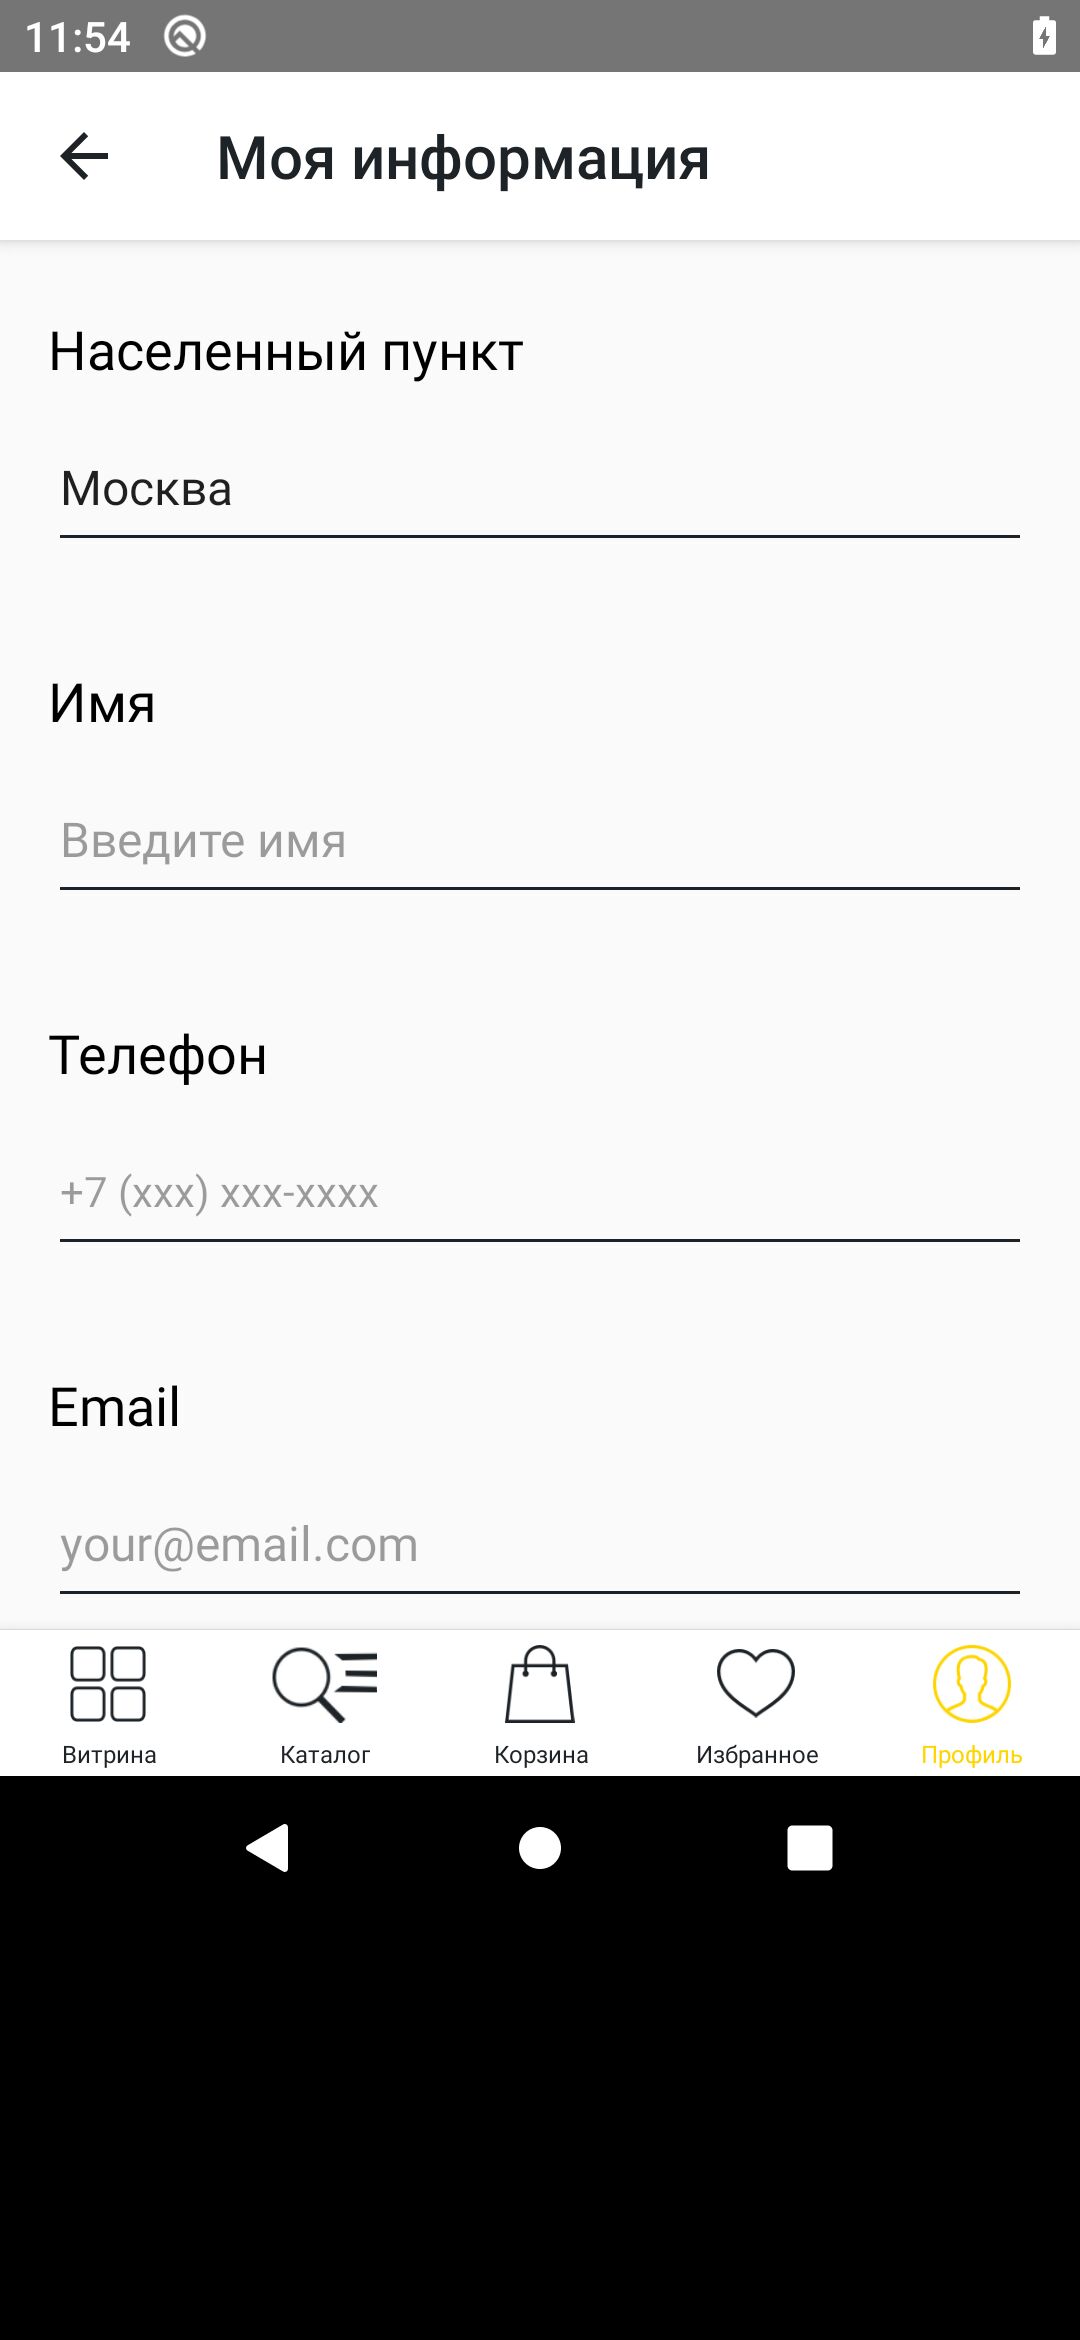 11:54
Моя информация
Населенный пункт
Москва
Имя
Введите имя
Телефон
+7 (xxx) xxx-xxxx
Email
your@email.com
Витрина
Каталог
Корзина
Избранное
Профиль